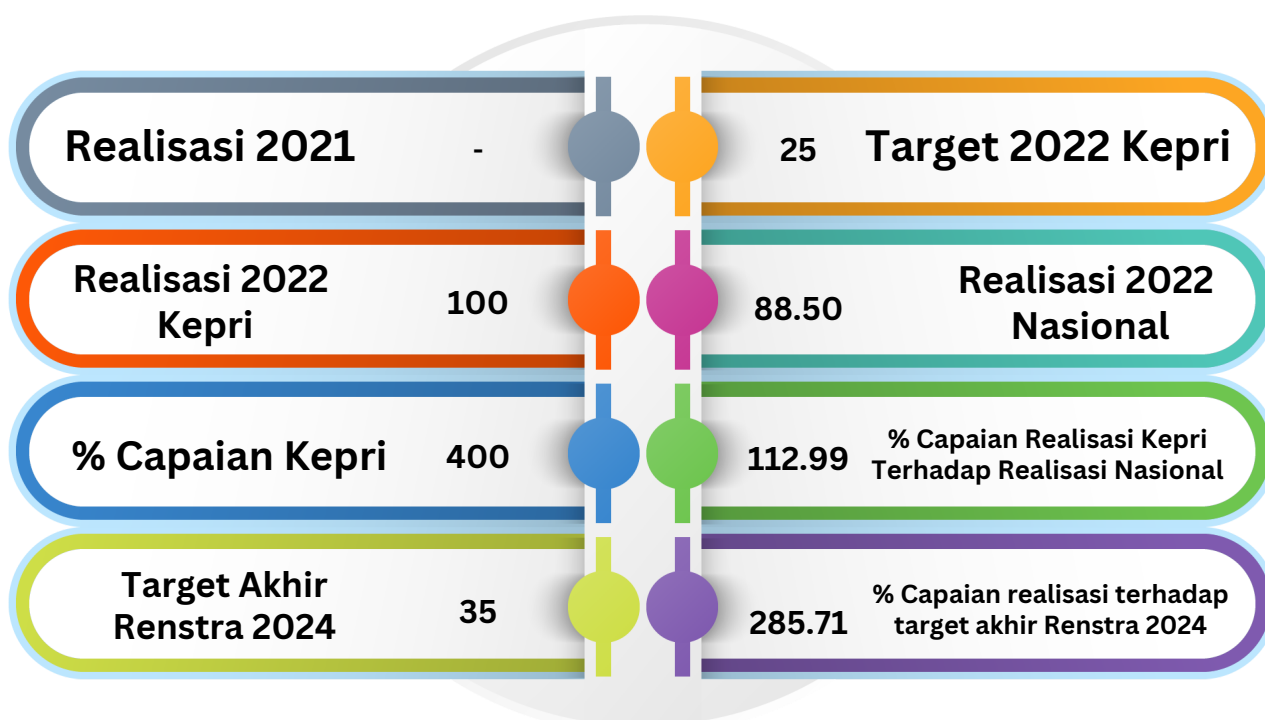 Realisasi 2021
-
25
Target 2022 Kepri
Realisasi 2022
Kepri
100
88.50
Realisasi 2022
Nasional
% Capaian Kepri
400
112.99
% Capaian Realisasi Kepri
Terhadap Realisasi Nasional
Target Akhir
Renstra 2024
35
285.71
% Capaian realisasi terhadap
target akhir Renstra 2024